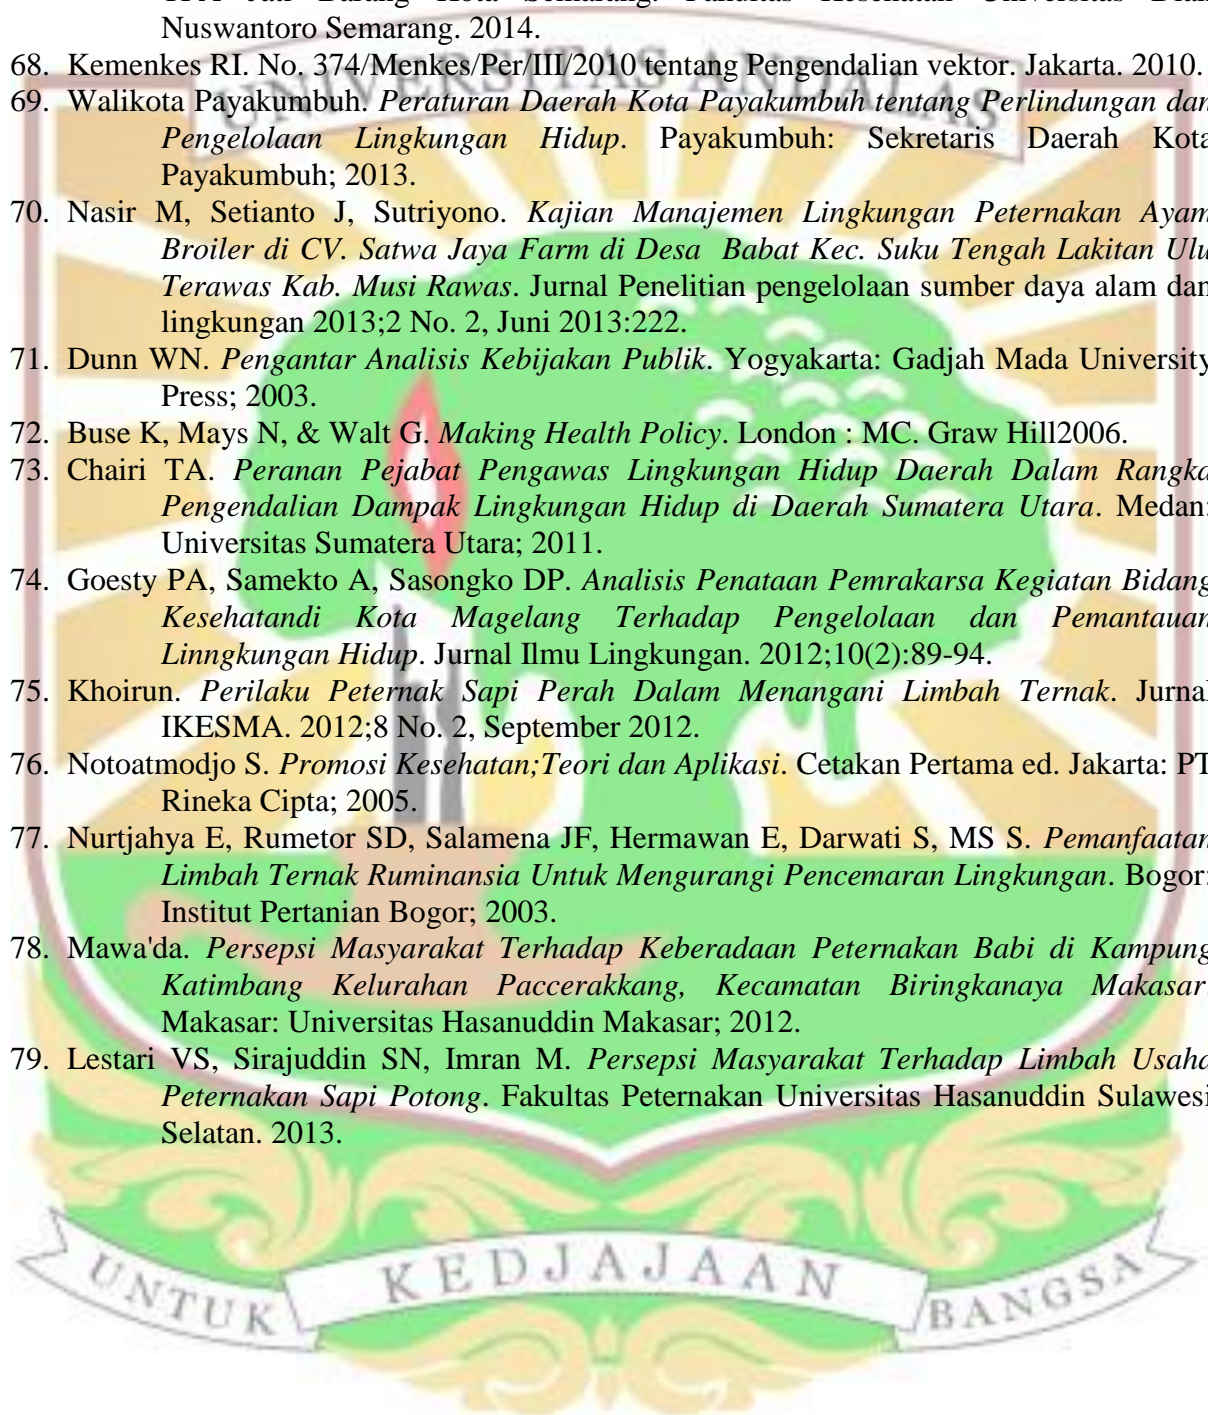 TPA Jati Barang Kota Semarang. Fakultas Kesehatan Universitas Dian
Nuswantoro Semarang. 2014.
68. Kemenkes RI. No. 374/Menkes/Per/III/2010 tentang Pengendalian vektor. Jakarta. 2010.
69. Walikota Payakumbuh. Peraturan Daerah Kota Payakumbuh tentang Perlindungan dan
Pengelolaan Lingkungan Hidup. Payakumbuh: Sekretaris Daerah Kota
Payakumbuh; 2013.
70. Nasir M, Setianto J, Sutriyono. Kajian Manajemen Lingkungan Peternakan Ayam
Broiler di CV. Satwa Jaya Farm di Desa Babat Kec. Suku Tengah Lakitan Ulu
Terawas Kab. Musi Rawas. Jurnal Penelitian pengelolaan sumber daya alam dan
lingkungan 2013;2 No. 2, Juni 2013:222.
71. Dunn WN. Pengantar Analisis Kebijakan Publik. Yogyakarta: Gadjah Mada University
Press; 2003.
72. Buse K, Mays N, & Walt G. Making Health Policy. London : MC. Graw Hill2006.
73. Chairi TA. Peranan Pejabat Pengawas Lingkungan Hidup Daerah Dalam Rangka
Pengendalian Dampak Lingkungan Hidup di Daerah Sumatera Utara. Medan:
Universitas Sumatera Utara; 2011.
74. Goesty PA, Samekto A, Sasongko DP. Analisis Penataan Pemrakarsa Kegiatan Bidang
Kesehatandi Kota Magelang Terhadap Pengelolaan dan Pemantauan
Linngkungan Hidup. Jurnal Ilmu Lingkungan. 2012;10(2):89-94.
75. Khoirun. Perilaku Peternak Sapi Perah Dalam Menangani Limbah Ternak. Jurnal
IKESMA. 2012;8 No. 2, September 2012.
76. Notoatmodjo S. Promosi Kesehatan;Teori dan Aplikasi. Cetakan Pertama ed. Jakarta: PT
Rineka Cipta; 2005.
77. Nurtjahya E, Rumetor SD, Salamena JF, Hermawan E, Darwati S, MS S. Pemanfaatan
Limbah Ternak Ruminansia Untuk Mengurangi Pencemaran Lingkungan. Bogor:
Institut Pertanian Bogor; 2003.
78. Mawa'da. Persepsi Masyarakat Terhadap Keberadaan Peternakan Babi di Kampung
Katimbang Kelurahan Paccerakkang, Kecamatan Biringkanaya Makasar.
Makasar: Universitas Hasanuddin Makasar; 2012.
79. Lestari VS, Sirajuddin SN, Imran M. Persepsi Masyarakat Terhadap Limbah Usaha
Peternakan Sapi Potong. Fakultas Peternakan Universitas Hasanuddin Sulawesi
Selatan. 2013.
UNIVERSITAS ANDALAS
UNTUK KEDJAJAAN BANGSA